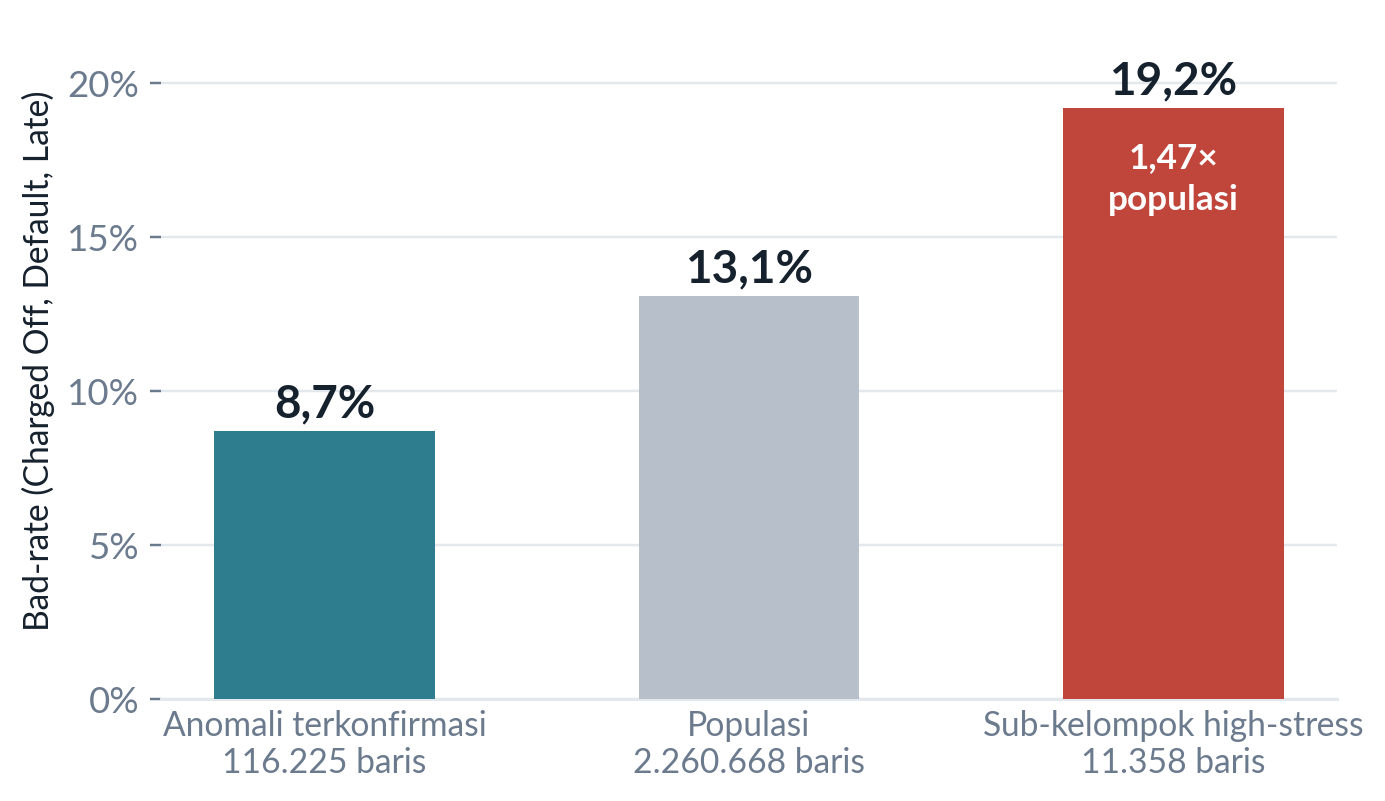 Bad-rate (Charged Off, Default, Late)
20%
15%
10%
5%
0%
8,7%
13,1%
19,2%
1,47×
populasi
Anomali terkonfirmasi
116.225 baris
Populasi
2.260.668 baris
Sub-kelompok high-stress
11.358 baris